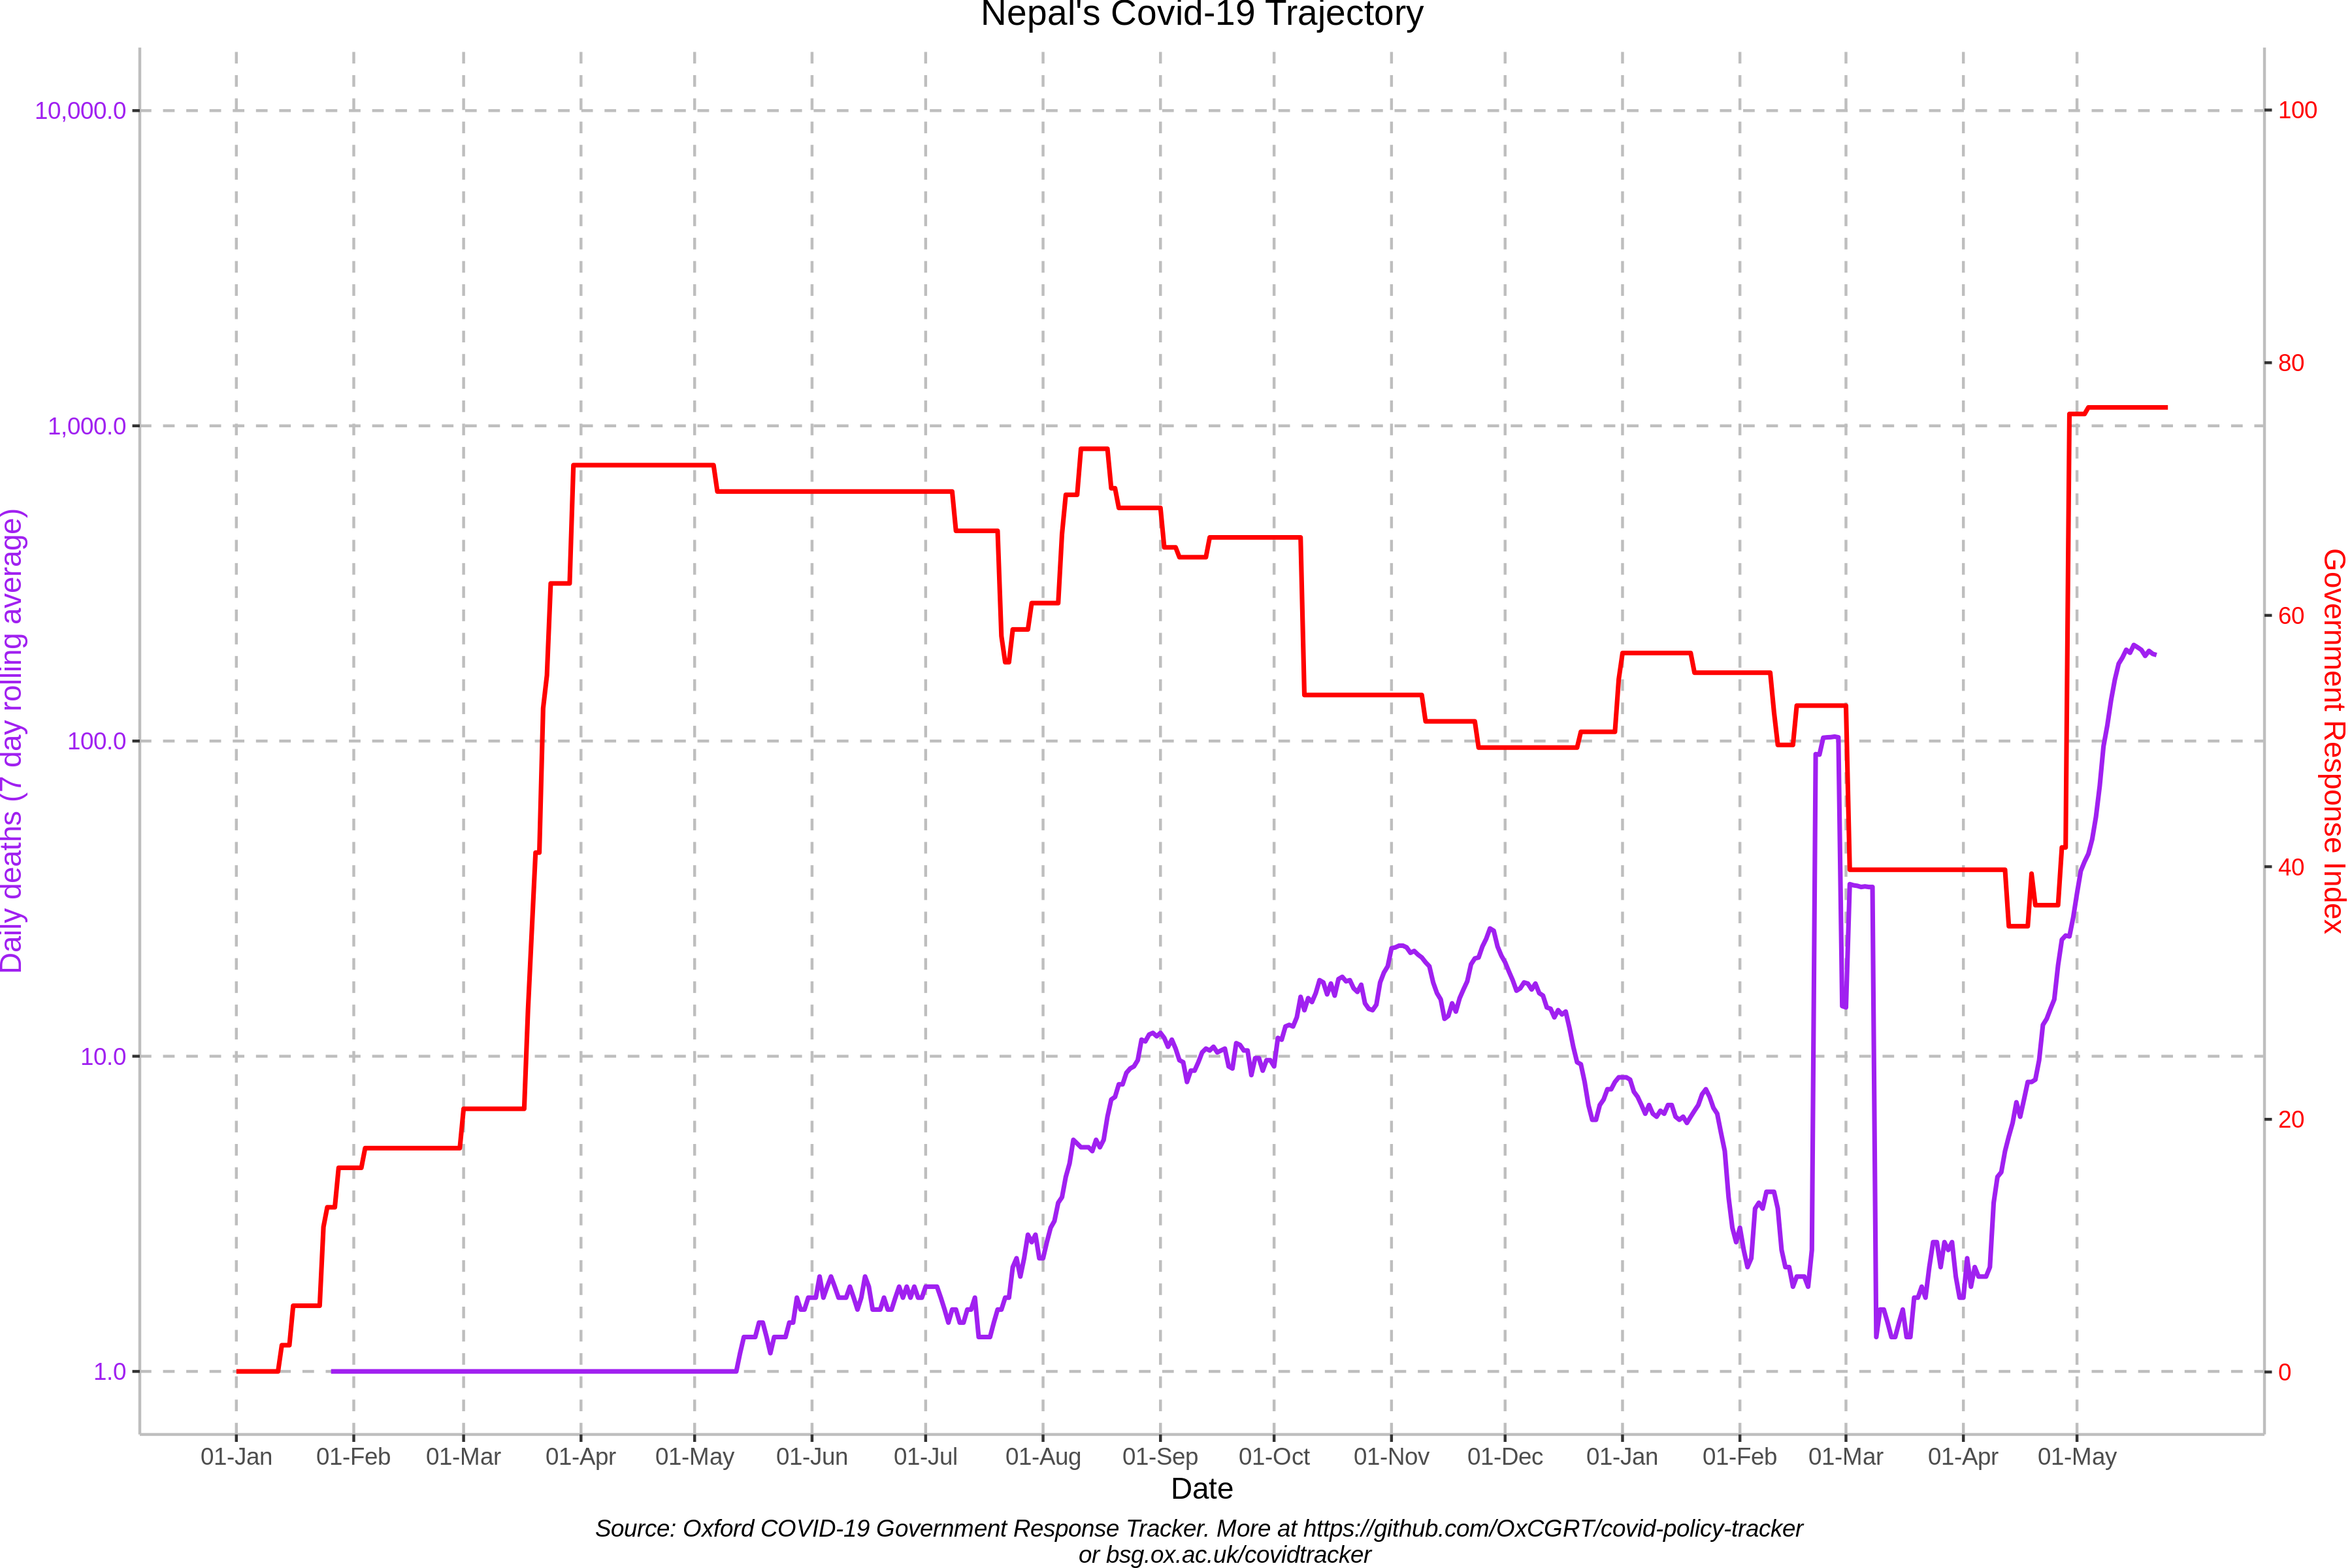 Nepal's Covid-19 Trajectory
10,000.0
1,000.0
100.0
10.0
1.0
Daily deaths (7 day rolling average)
100
80
60
40
20
0
Government Response Index
01-Jan 01-Feb 01-Mar 01-Apr 01-May 01-Jun 01-Jul 01-Aug 01-Sep 01-Oct 01-Nov 01-Dec 01-Jan 01-Feb 01-Mar 01-Apr 01-May
Date
Source: Oxford COVID-19 Government Response Tracker. More at https://github.com/OxCGRT/covid-policy-tracker
or bsg.ox.ac.uk/covidtracker